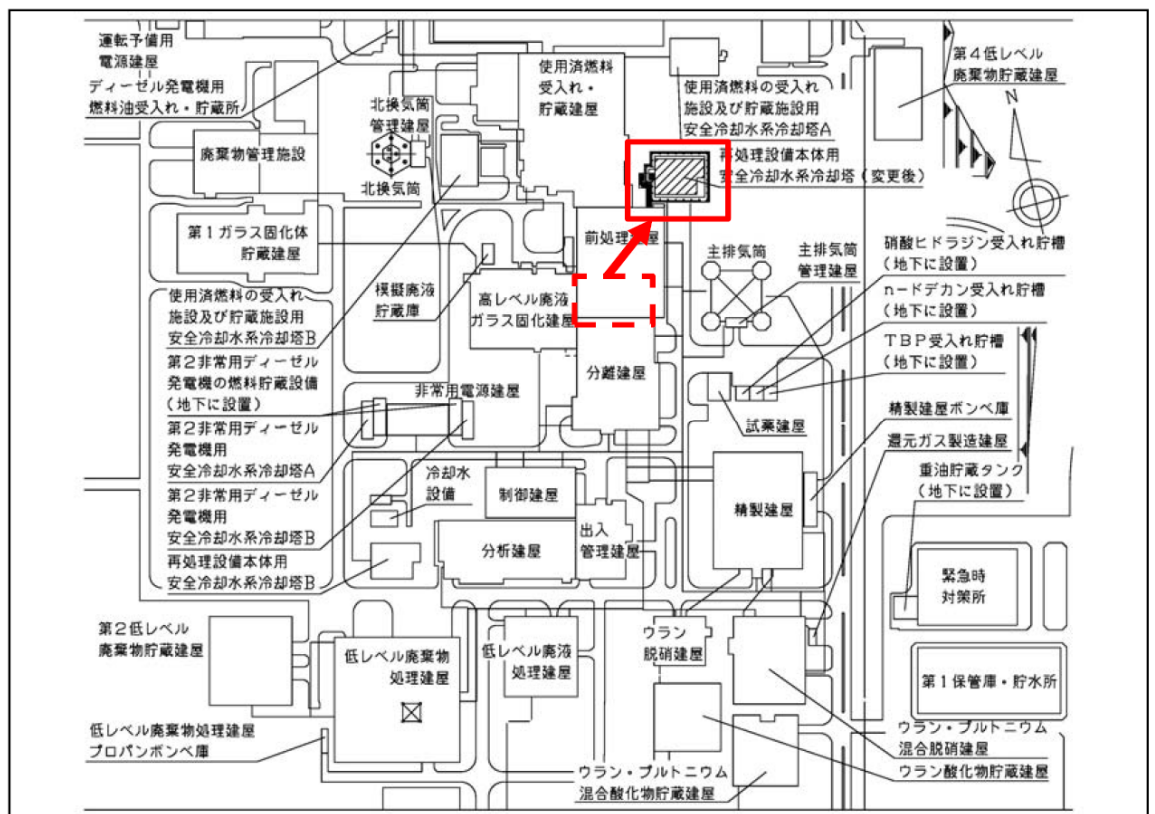 運転予備用
電源建屋
ディーゼル発電機用
燃料油受入れ・貯蔵所
北換気筒
管理建屋
使用済燃料
受入れ・
貯蔵建屋
使用済燃料の受入れ
施設及び貯蔵施設用
安全冷却水系冷却塔A
第4低レベル
廃棄物貯蔵建屋
N
廃棄物管理施設
北換気筒
再処理設備本体用
安全冷却水系冷却塔(変更後)
第1ガラス固化体
貯蔵建屋
前処理建屋
主排気筒
主排気筒
管理建屋
硝酸ヒドラジン受入れ貯槽
(地下に設置)
n-ドデカン受入れ貯槽
(地下に設置)
TBP受入れ貯槽
(地下に設置)
使用済燃料の受入れ
施設及び貯蔵施設用
安全冷却水系冷却塔B
模擬廃液
貯蔵庫
高レベル廃液
ガラス固化建屋
分離建屋
第2非常用ディーゼル
発電機の燃料貯蔵設備
(地下に設置)
非常用電源建屋
試薬建屋
精製建屋ボンベ庫
還元ガス製造建屋
重油貯蔵タンク
(地下に設置)
第2非常用ディーゼル
発電機用
安全冷却水系冷却塔A
冷却水
設備
制御建屋
精製建屋
第2非常用ディーゼル
発電機用
安全冷却水系冷却塔B
再処理設備本体用
安全冷却水系冷却塔B
分析建屋
出入
管理建屋
緊急時
対策所
第2低レベル
廃棄物貯蔵建屋
低レベル廃棄物
処理建屋
低レベル廃液
処理建屋
ウラン
脱硝建屋
第1保管庫・貯水所
低レベル廃棄物処理建屋
プロパンボンベ庫
ウラン・プルトニウム
混合脱硝建屋
ウラン酸化物貯蔵建屋
ウラン・プルトニウム
混合酸化物貯蔵建屋